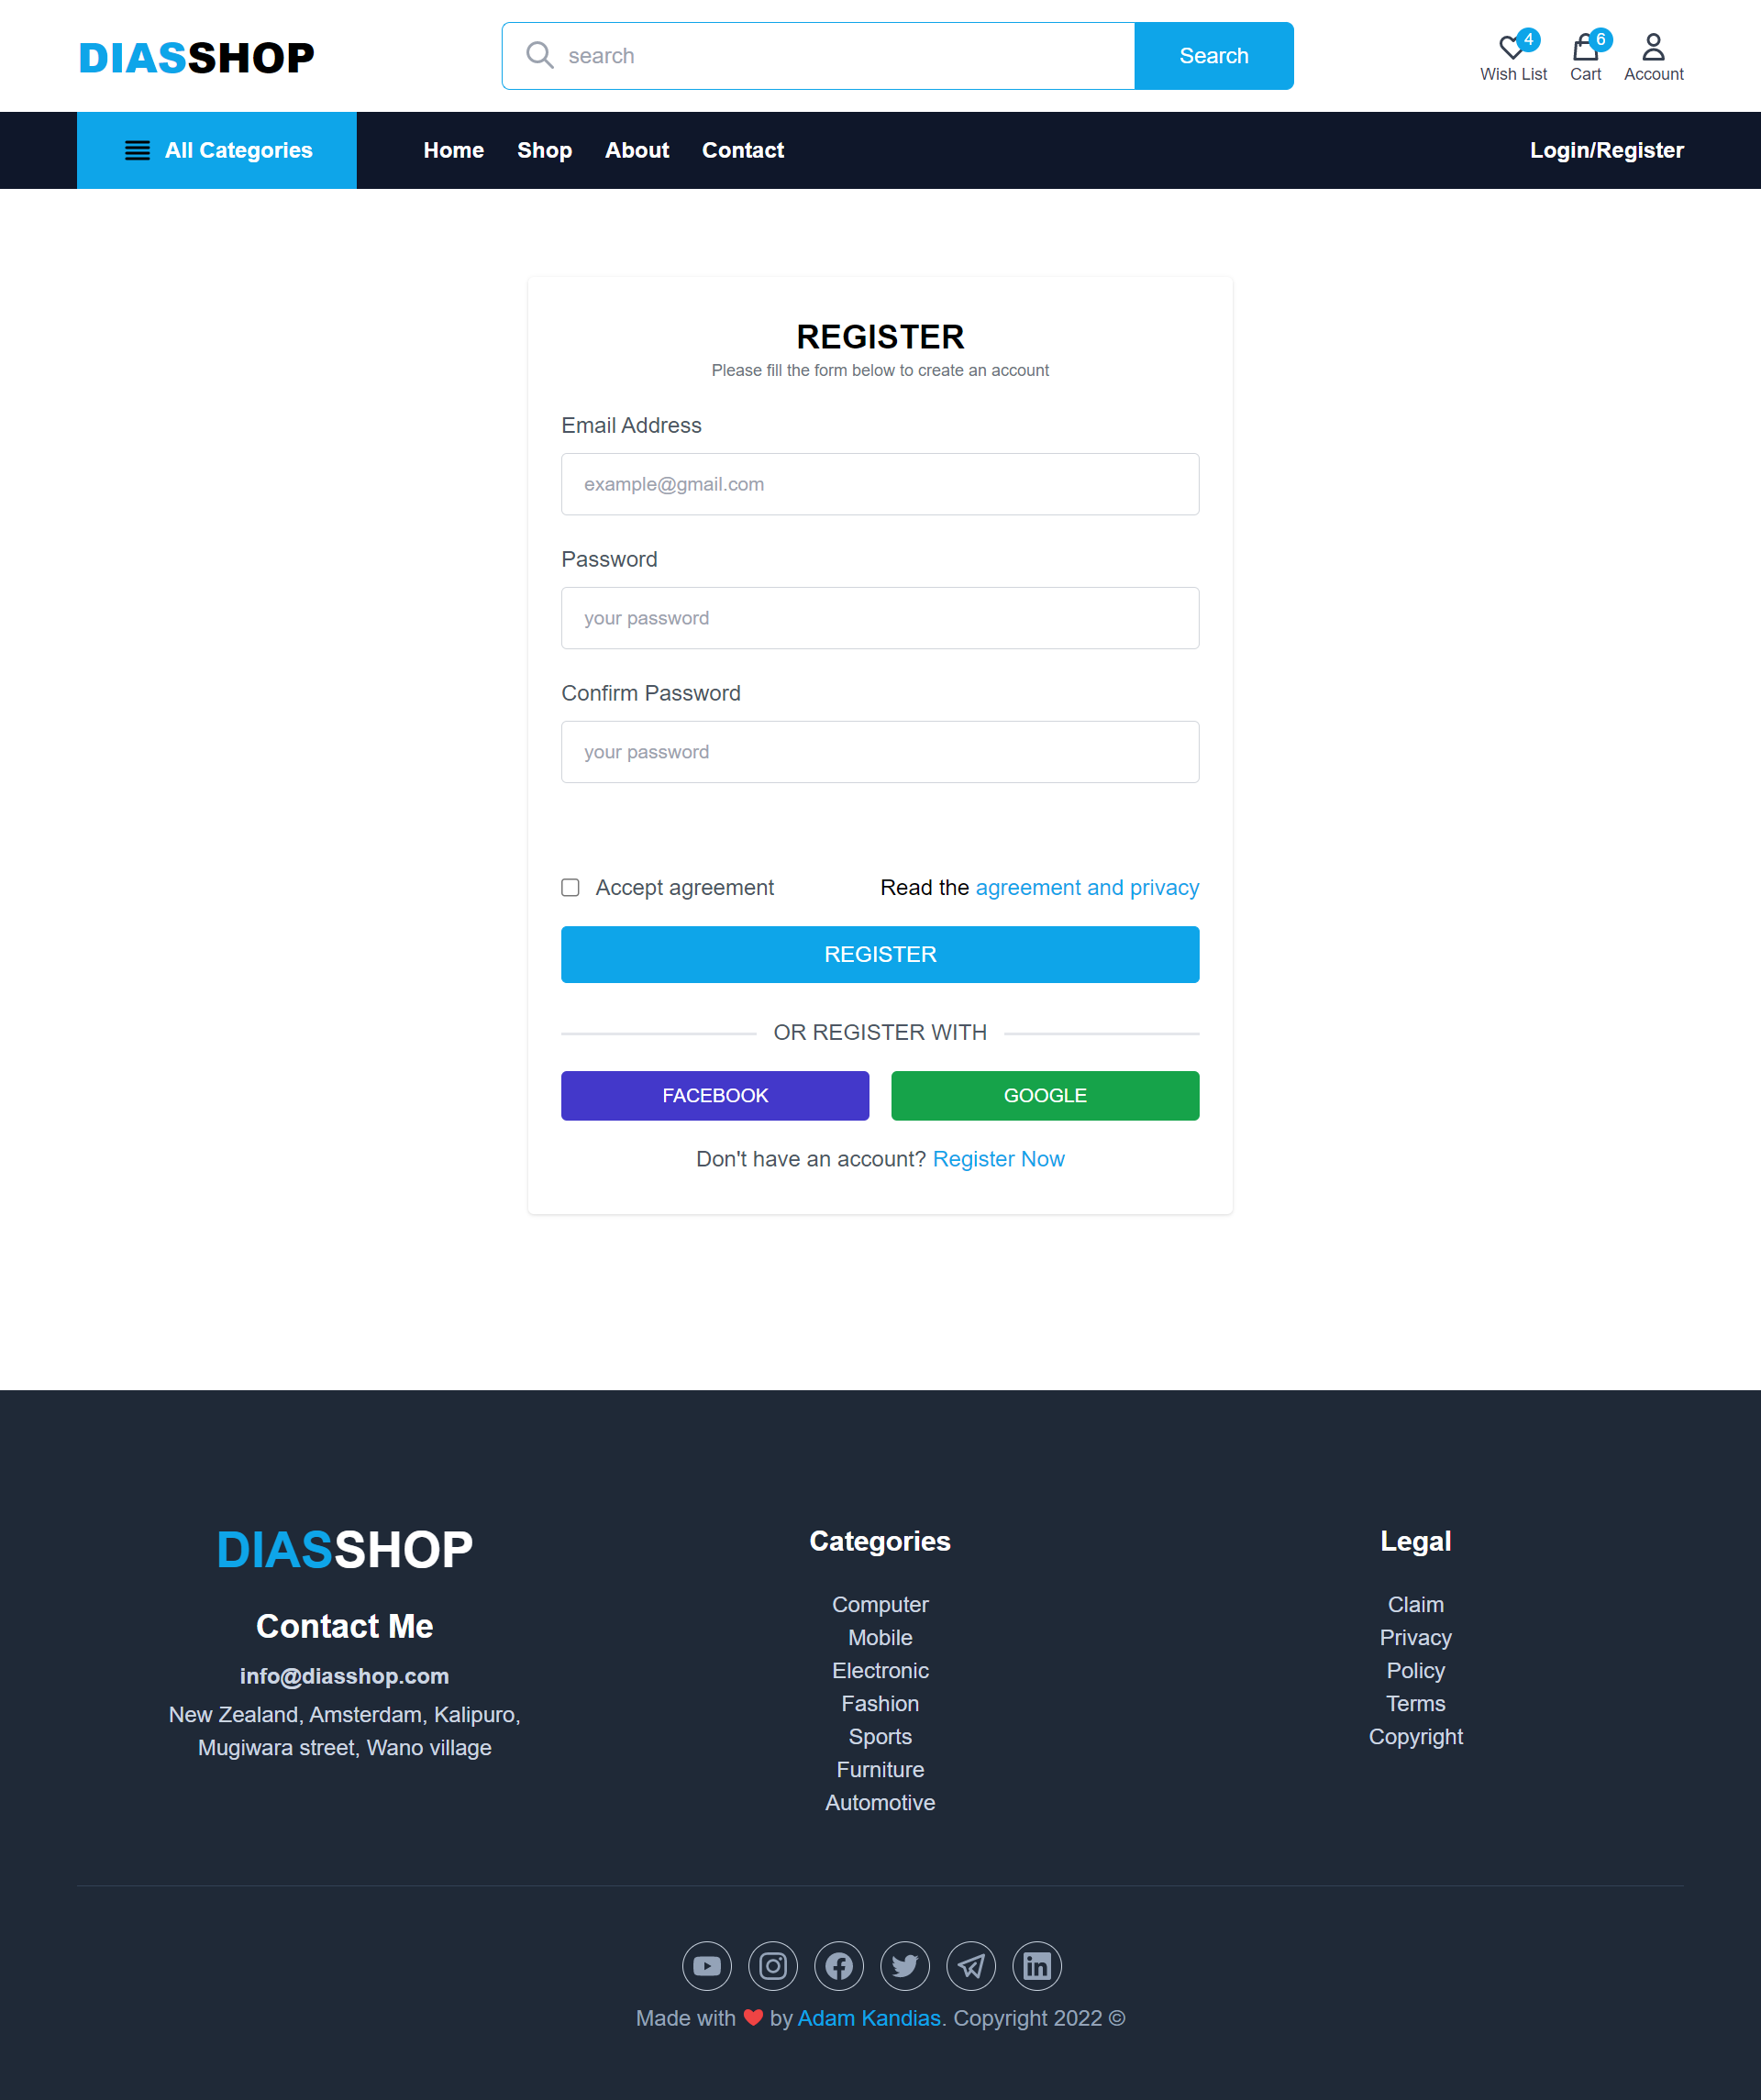 DIASSHOP
search
Search
4
6
Wish List
Cart
Account
All Categories
Home
Shop
About
Contact
Login/Register
REGISTER
Please fill the form below to create an account
Email Address
example@gmail.com
Password
your password
Confirm Password
your password
Accept agreement
Read the agreement and privacy
REGISTER
OR REGISTER WITH
FACEBOOK
GOOGLE
Don't have an account? Register Now
DIASSHOP
Contact Me
info@diasshop.com
New Zealand, Amsterdam, Kalipuro,
Mugiwara street, Wano village
Categories
Computer
Mobile
Electronic
Fashion
Sports
Furniture
Automotive
Legal
Claim
Privacy
Policy
Terms
Copyright
Made with ❤ by Adam Kandias. Copyright 2022 ©